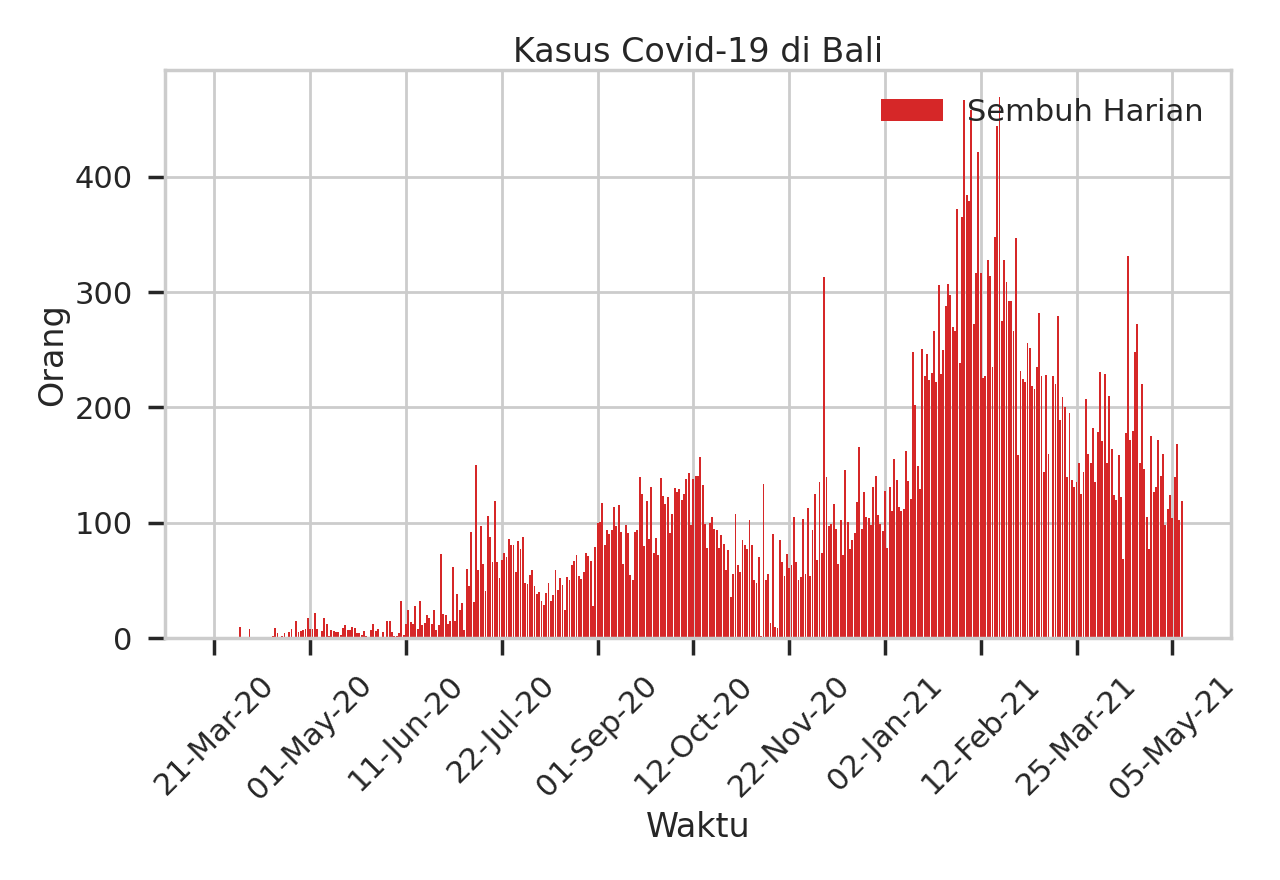 Kasus Covid-19 di Bali
Sembuh Harian
Orang
400
300
200
100
0
21-Mar-20
01-May-20
11-Jun-20
22-Jul-20
01-Sep-20
12-Oct-20
22-Nov-20
02-Jan-21
12-Feb-21
25-Mar-21
05-May-21
Waktu